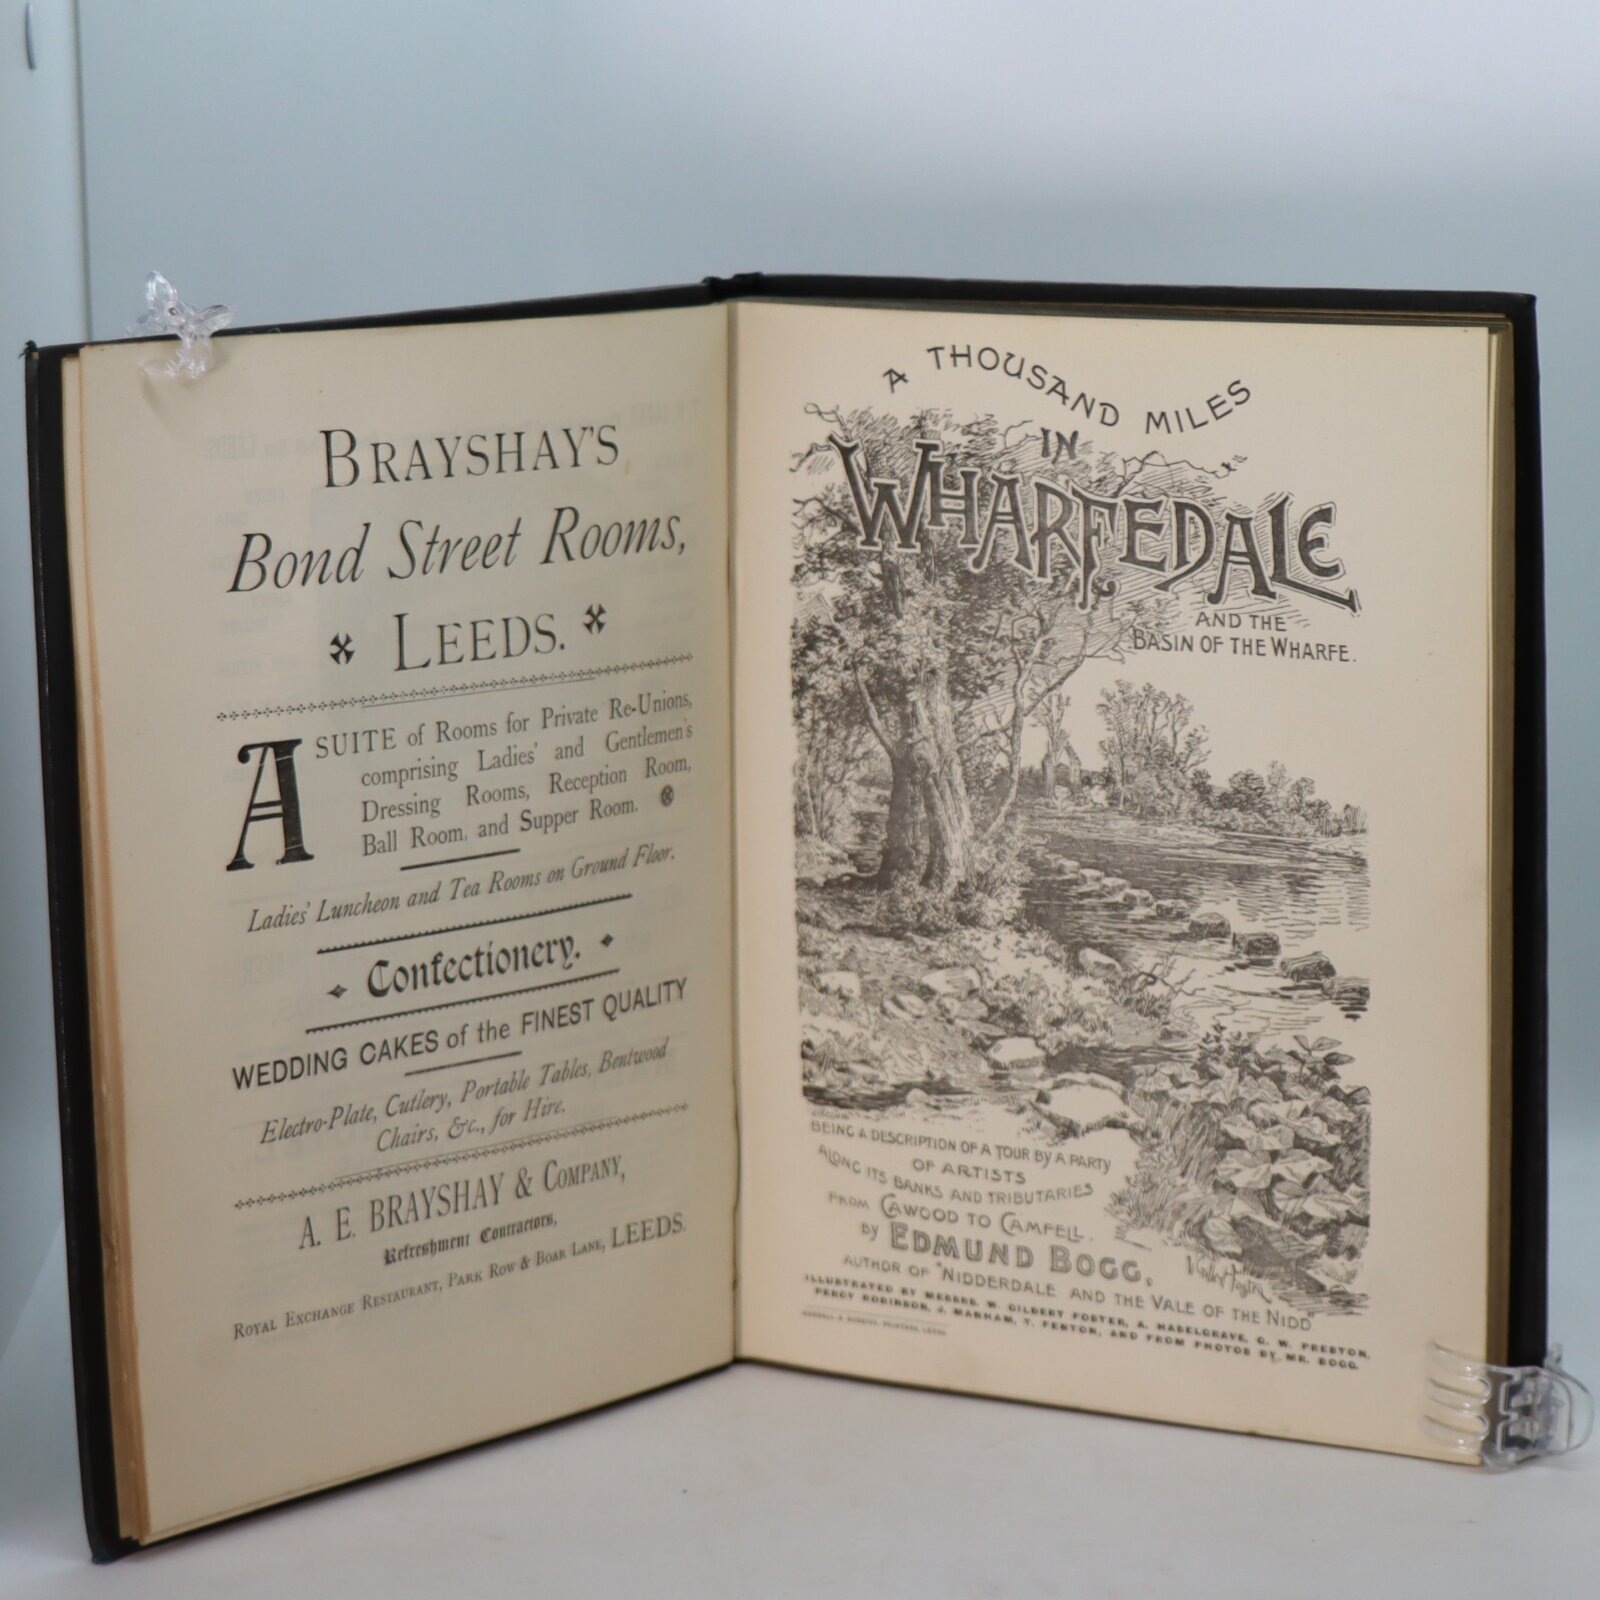 BRAYSHAY'S
Bond Street Rooms,
LEEDS.
A SUITE of Rooms for Private Re-Unions,
comprising Ladies' and Gentlemen's
Dressing Rooms, Reception Room,
Ball Room, and Supper Room.
Ladies' Luncheon and Tea Rooms on Ground Floor.
Confectionery.
WEDDING CAKES of the FINEST QUALITY
Electro-Plate, Cutlery, Portable Tables, Bentwood
Chairs, &c., for Hire.
A. E. BRAYSHAY & COMPANY,
Refreshment Contractors,
ROYAL EXCHANGE RESTAURANT, PARK ROW & BOAR LANE, LEEDS.
A THOUSAND MILES
IN
WHARFEDALE
AND THE
BASIN OF THE WHARFE.
BEING A DESCRIPTION OF A TOUR BY A PARTY
OF ARTISTS
ALONG ITS BANKS AND TRIBUTARIES
FROM CAWOOD TO CAMFELL.
BY EDMUND BOGG,
AUTHOR OF "NIDDERDALE AND THE VALE OF THE NIDD"
ILLUSTRATED BY MESSRS. W. GILBERT FOSTER, A. HASELGRAVE, G. W. PRESTON,
PERCY ROBINSON, J. MANHAM, T. FENTON, AND FROM PHOTOS BY MR. BOGG.
PRINTERS, LEEDS